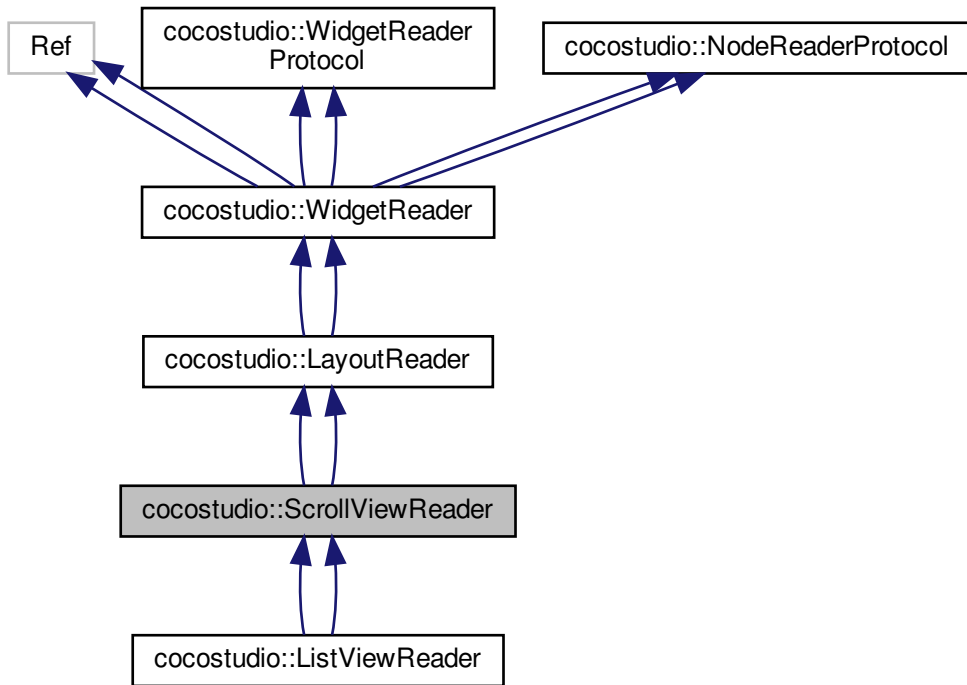 Ref
cocostudio::WidgetReader
Protocol
cocostudio::NodeReaderProtocol
cocostudio::WidgetReader
cocostudio::LayoutReader
cocostudio::ScrollViewReader
cocostudio::ListViewReader